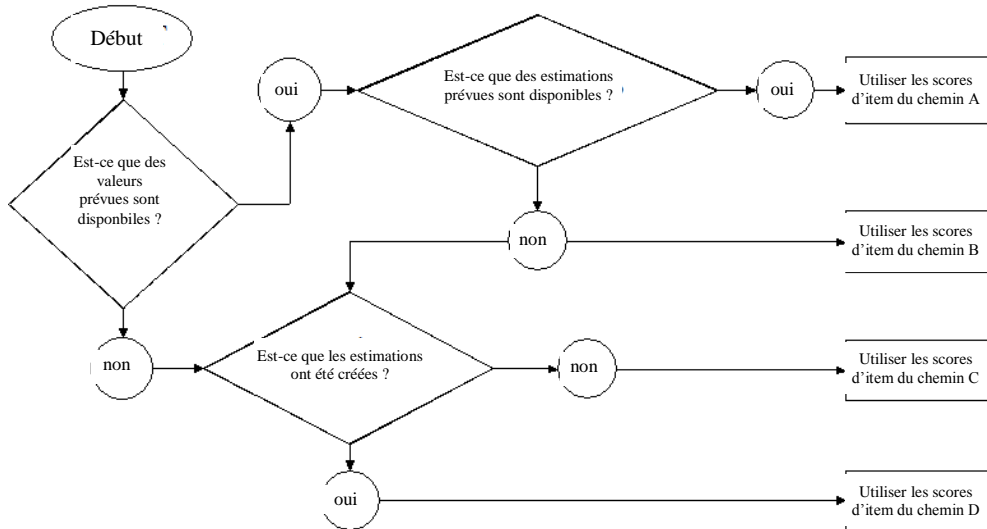 Début
Est-ce que des
valeurs
prévues sont
disponbiles ?
oui
Est-ce que des estimations
prévues sont disponibles ?
oui
Utiliser les scores
d’item du chemin A
non
Utiliser les scores
d’item du chemin B
non
Est-ce que les estimations
ont été créées ?
non
Utiliser les scores
d’item du chemin C
oui
Utiliser les scores
d’item du chemin D